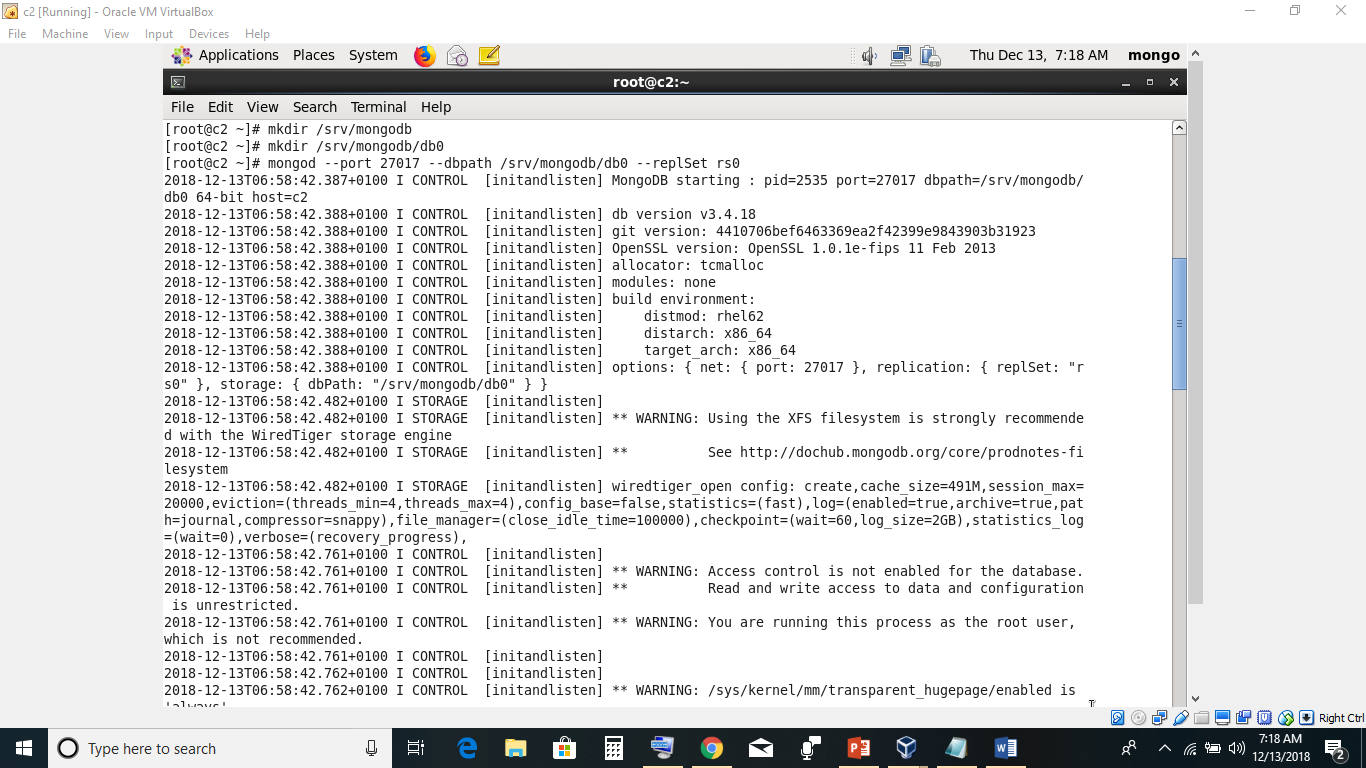 c2 [Running] - Oracle VM VirtualBox
File Machine View Input Devices Help
Applications Places System Thu Dec 13, 7:18 AM mongo
root@c2:~
File Edit View Search Terminal Help
[root@c2 ~]# mkdir /srv/mongodb
[root@c2 ~]# mkdir /srv/mongodb/db0
[root@c2 ~]# mongod --port 27017 --dbpath /srv/mongodb/db0 --replSet rs0
2018-12-13T06:58:42.387+0100 I CONTROL  [initandlisten] MongoDB starting : pid=2535 port=27017 dbpath=/srv/mongodb/
db0 64-bit host=c2
2018-12-13T06:58:42.388+0100 I CONTROL  [initandlisten] db version v3.4.18
2018-12-13T06:58:42.388+0100 I CONTROL  [initandlisten] git version: 4410706bef6463369ea2f42399e9843903b31923
2018-12-13T06:58:42.388+0100 I CONTROL  [initandlisten] OpenSSL version: OpenSSL 1.0.1e-fips 11 Feb 2013
2018-12-13T06:58:42.388+0100 I CONTROL  [initandlisten] allocator: tcmalloc
2018-12-13T06:58:42.388+0100 I CONTROL  [initandlisten] modules: none
2018-12-13T06:58:42.388+0100 I CONTROL  [initandlisten] build environment:
2018-12-13T06:58:42.388+0100 I CONTROL  [initandlisten]     distmod: rhel62
2018-12-13T06:58:42.388+0100 I CONTROL  [initandlisten]     distarch: x86_64
2018-12-13T06:58:42.388+0100 I CONTROL  [initandlisten]     target_arch: x86_64
2018-12-13T06:58:42.388+0100 I CONTROL  [initandlisten] options: { net: { port: 27017 }, replication: { replSet: "r
s0" }, storage: { dbPath: "/srv/mongodb/db0" } }
2018-12-13T06:58:42.482+0100 I STORAGE  [initandlisten]
2018-12-13T06:58:42.482+0100 I STORAGE  [initandlisten] ** WARNING: Using the XFS filesystem is strongly recommende
d with the WiredTiger storage engine
2018-12-13T06:58:42.482+0100 I STORAGE  [initandlisten] **          See http://dochub.mongodb.org/core/prodnotes-fi
lesystem
2018-12-13T06:58:42.482+0100 I STORAGE  [initandlisten] wiredtiger_open config: create,cache_size=491M,session_max=
20000,eviction=(threads_min=4,threads_max=4),config_base=false,statistics=(fast),log=(enabled=true,archive=true,pat
h=journal,compressor=snappy),file_manager=(close_idle_time=100000),checkpoint=(wait=60,log_size=2GB),statistics_log
=(wait=0),verbose=(recovery_progress),
2018-12-13T06:58:42.761+0100 I CONTROL  [initandlisten]
2018-12-13T06:58:42.761+0100 I CONTROL  [initandlisten] ** WARNING: Access control is not enabled for the database.
2018-12-13T06:58:42.761+0100 I CONTROL  [initandlisten] **          Read and write access to data and configuration
 is unrestricted.
2018-12-13T06:58:42.761+0100 I CONTROL  [initandlisten] ** WARNING: You are running this process as the root user,
which is not recommended.
2018-12-13T06:58:42.761+0100 I CONTROL  [initandlisten]
2018-12-13T06:58:42.762+0100 I CONTROL  [initandlisten]
2018-12-13T06:58:42.762+0100 I CONTROL  [initandlisten] ** WARNING: /sys/kernel/mm/transparent_hugepage/enabled is
'always'
Right Ctrl
Type here to search
7:18 AM
12/13/2018
2